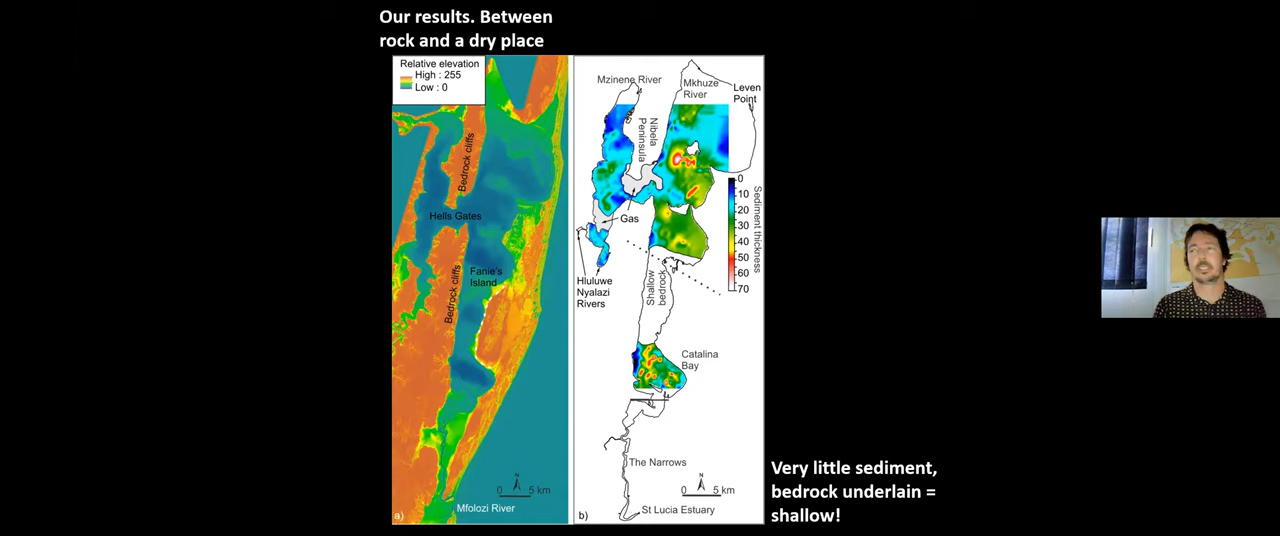 Our results. Between
rock and a dry place
Relative elevation
High : 255
Low : 0
Bedrock cliffs
Hells Gates
Fanie's
Island
Bedrock cliffs
Mfolozi River
N
0 5 km
a)
Mzinene River
Mkhuze
River
Leven
Point
Nibela
Peninsula
Gas
0
10
20
30
40
50
60
70
Sediment thickness
Hluluwe
Nyalazi
Rivers
Shallow
bedrock
Catalina
Bay
The Narrows
N
0 5 km
St Lucia Estuary
b)
Very little sediment,
bedrock underlain =
shallow!